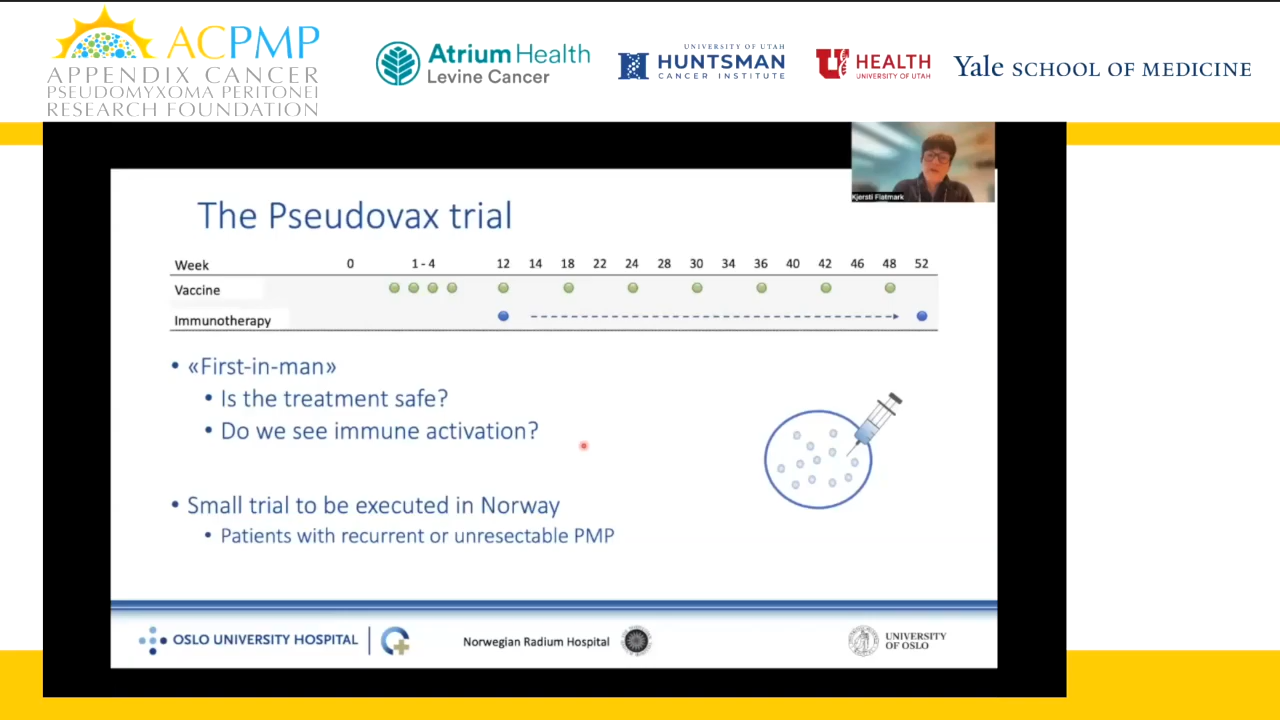 ACPMP
APPENDIX CANCER
PSEUDOMYXOMA PERITONEI
RESEARCH FOUNDATION
Atrium Health
Levine Cancer
UNIVERSITY OF UTAH
HUNTSMAN
CANCER INSTITUTE
U HEALTH
UNIVERSITY OF UTAH
Yale SCHOOL OF MEDICINE
Kjersti Flatmark
The Pseudovax trial
Week 0 1 - 4 12 14 18 22 24 28 30 34 36 40 42 46 48 52
Vaccine
Immunotherapy
• «First-in-man»
• Is the treatment safe?
• Do we see immune activation?
• Small trial to be executed in Norway
• Patients with recurrent or unresectable PMP
OSLO UNIVERSITY HOSPITAL
Norwegian Radium Hospital
UNIVERSITY
OF OSLO